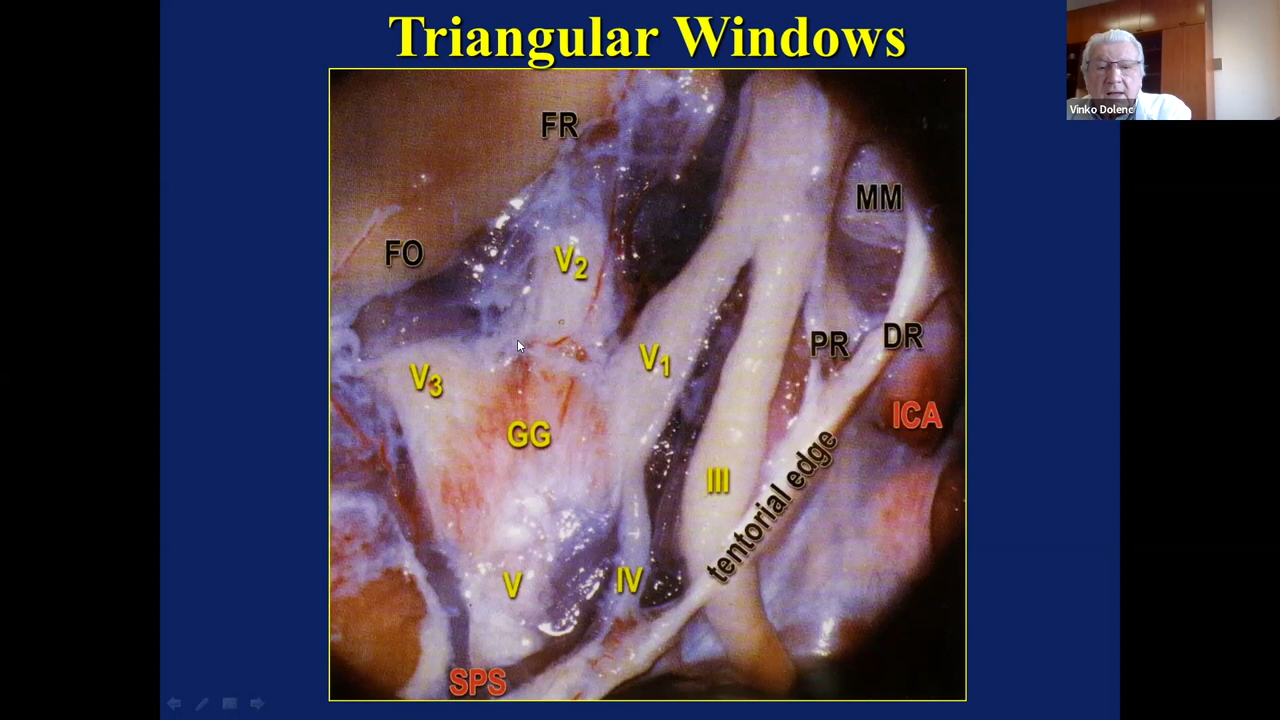 Triangular Windows
Vinko Dolenc
FR
MM
FO
V2
PR
DR
V1
V3
ICA
GG
III
tentorial edge
V
IV
SPS